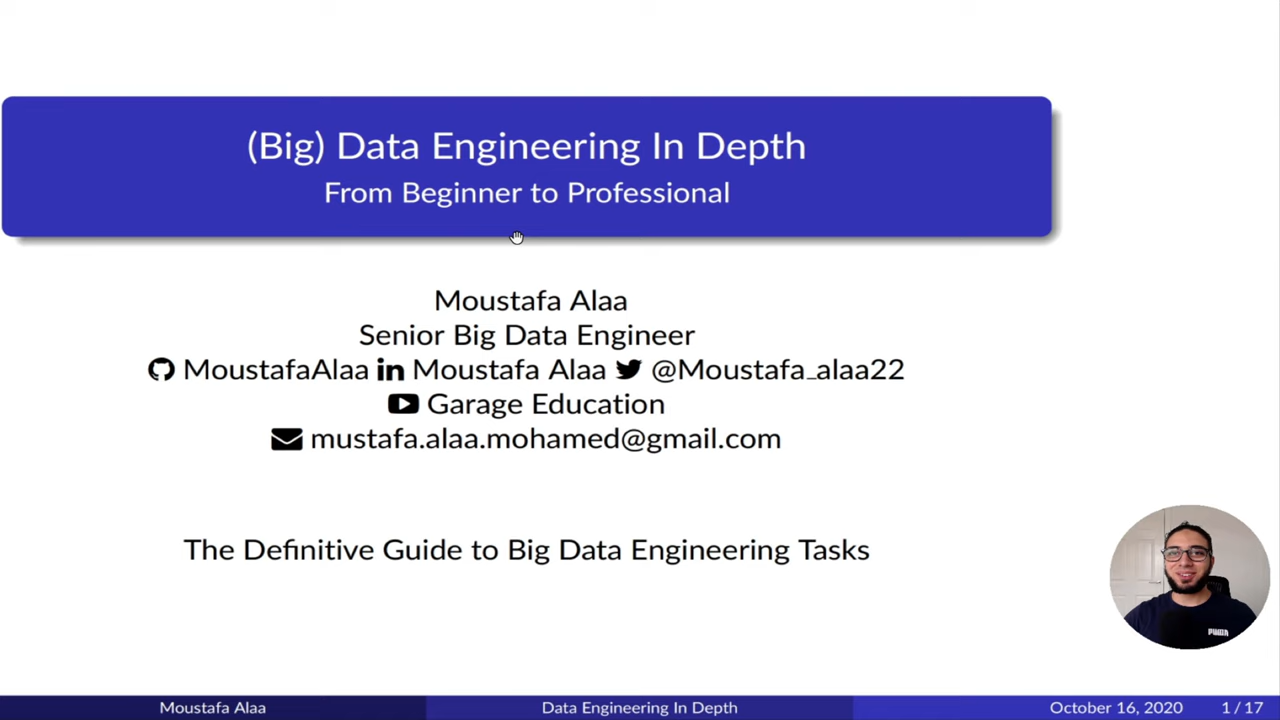 (Big) Data Engineering In Depth
From Beginner to Professional
Moustafa Alaa
Senior Big Data Engineer
MoustafaAlaa in Moustafa Alaa @Moustafa_alaa22
Garage Education
mustafa.alaa.mohamed@gmail.com
The Definitive Guide to Big Data Engineering Tasks
Moustafa Alaa Data Engineering In Depth October 16, 2020 1 / 17